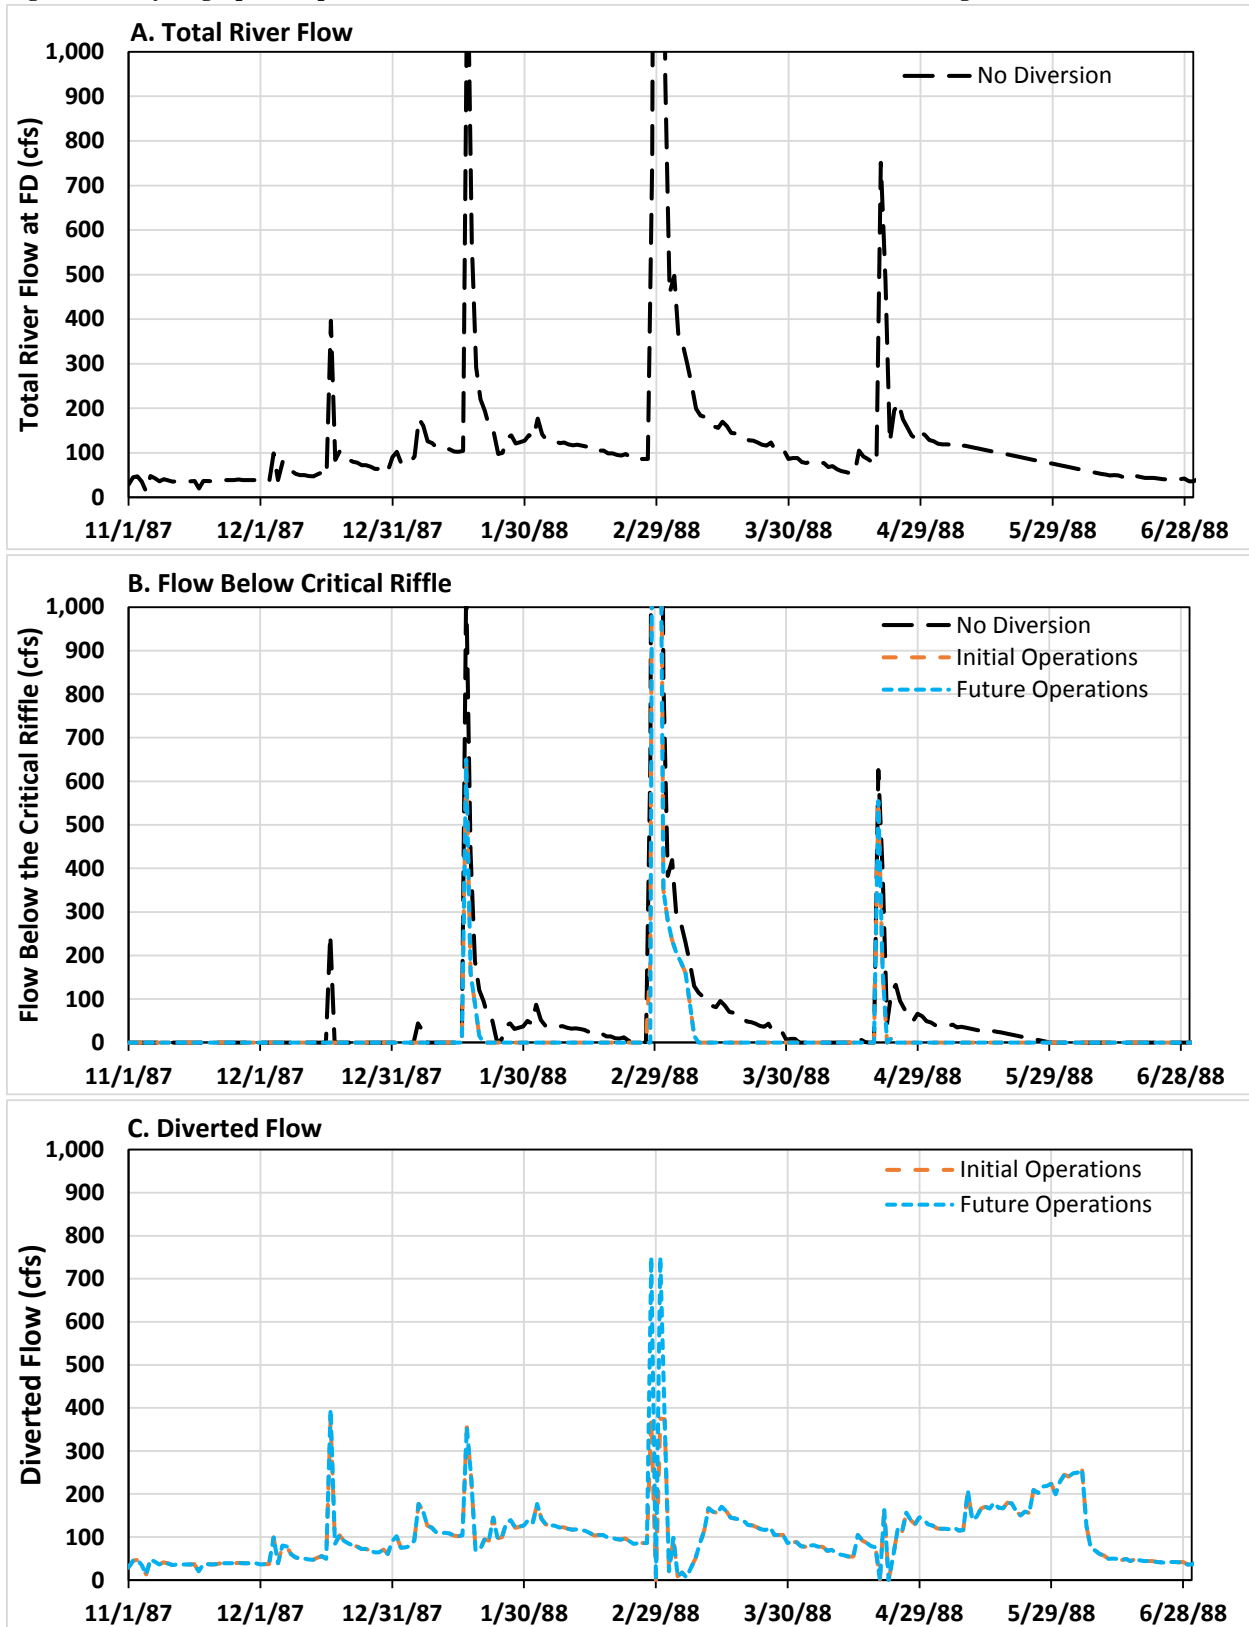 A. Total River Flow
1,000
900
800
700
600
500
400
300
200
100
0
Total River Flow at FD (cfs)
No Diversion
11/1/87 12/1/87 12/31/87 1/30/88 2/29/88 3/30/88 4/29/88 5/29/88 6/28/88
B. Flow Below Critical Riffle
1,000
900
800
700
600
500
400
300
200
100
0
Flow Below the Critical Riffle (cfs)
No Diversion
Initial Operations
Future Operations
11/1/87 12/1/87 12/31/87 1/30/88 2/29/88 3/30/88 4/29/88 5/29/88 6/28/88
C. Diverted Flow
1,000
900
800
700
600
500
400
300
200
100
0
Diverted Flow (cfs)
Initial Operations
Future Operations
11/1/87 12/1/87 12/31/87 1/30/88 2/29/88 3/30/88 4/29/88 5/29/88 6/28/88